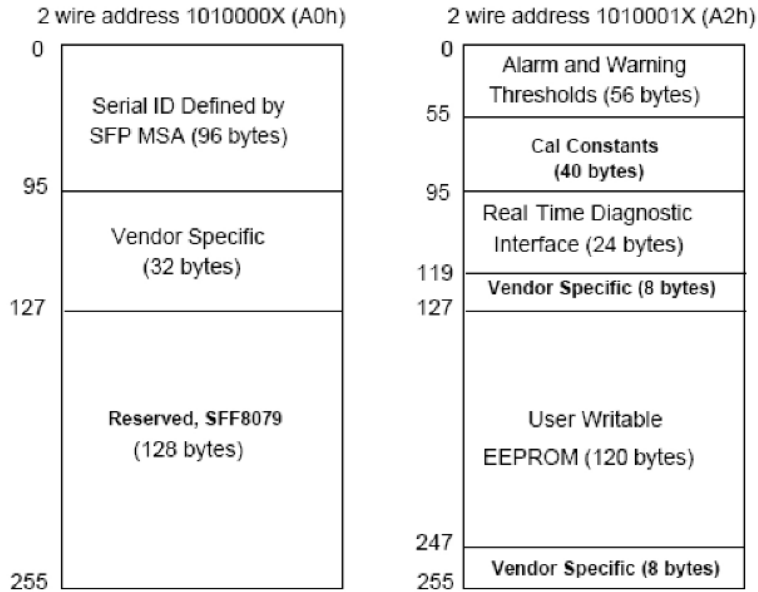 2 wire address 1010000X (A0h)
0
Serial ID Defined by
SFP MSA (96 bytes)
95
Vendor Specific
(32 bytes)
127
Reserved, SFF8079
(128 bytes)
255
2 wire address 1010001X (A2h)
0
Alarm and Warning
Thresholds (56 bytes)
55
Cal Constants
(40 bytes)
95
Real Time Diagnostic
Interface (24 bytes)
119
Vendor Specific (8 bytes)
127
User Writable
EEPROM (120 bytes)
247
Vendor Specific (8 bytes)
255